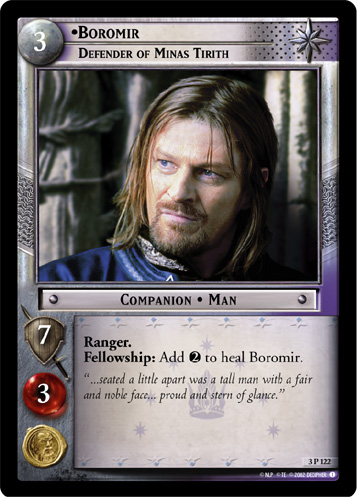 3
•Boromir
Defender of Minas Tirith
Companion • Man
7
3
Ranger.
Fellowship: Add 2 to heal Boromir.
“...seated a little apart was a tall man with a fair
and noble face... proud and stern of glance.”
3 P 122
© NLP ™ TE © 2002 DECIPHER 1